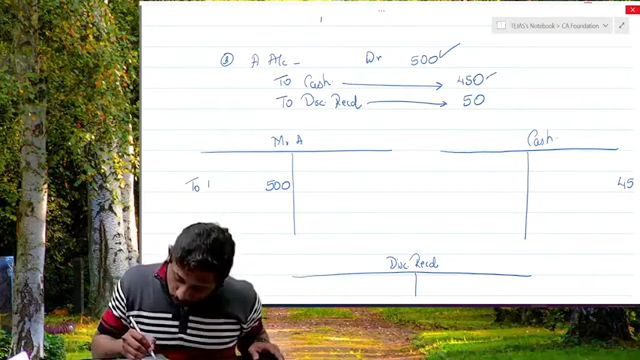 TEJAS's Notebook > CA Foundation
① A A/c - Dr 500
To Cash 450
To Disc Recd 50
Mr A
Cash
To 500
45
Disc Recd